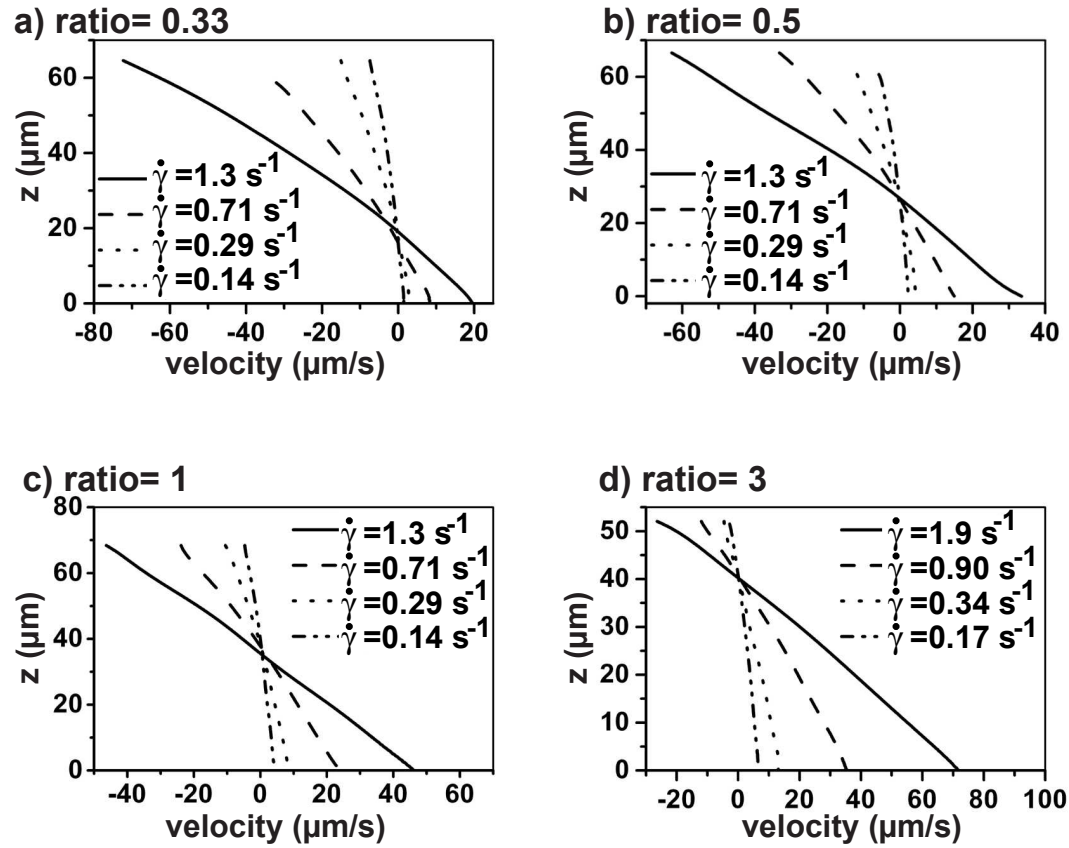 a) ratio= 0.33
60
40
20
0
z (µm)
γ̇ =1.3 s⁻¹
γ̇ =0.71 s⁻¹
γ̇ =0.29 s⁻¹
γ̇ =0.14 s⁻¹
-80 -60 -40 -20 0 20
velocity (µm/s)
b) ratio= 0.5
60
40
20
0
z (µm)
γ̇ =1.3 s⁻¹
γ̇ =0.71 s⁻¹
γ̇ =0.29 s⁻¹
γ̇ =0.14 s⁻¹
-60 -40 -20 0 20 40
velocity (µm/s)
c) ratio= 1
80
60
40
20
0
z (µm)
γ̇ =1.3 s⁻¹
γ̇ =0.71 s⁻¹
γ̇ =0.29 s⁻¹
γ̇ =0.14 s⁻¹
-40 -20 0 20 40 60
velocity (µm/s)
d) ratio= 3
50
40
30
20
10
0
z (µm)
γ̇ =1.9 s⁻¹
γ̇ =0.90 s⁻¹
γ̇ =0.34 s⁻¹
γ̇ =0.17 s⁻¹
-20 0 20 40 60 80 100
velocity (µm/s)